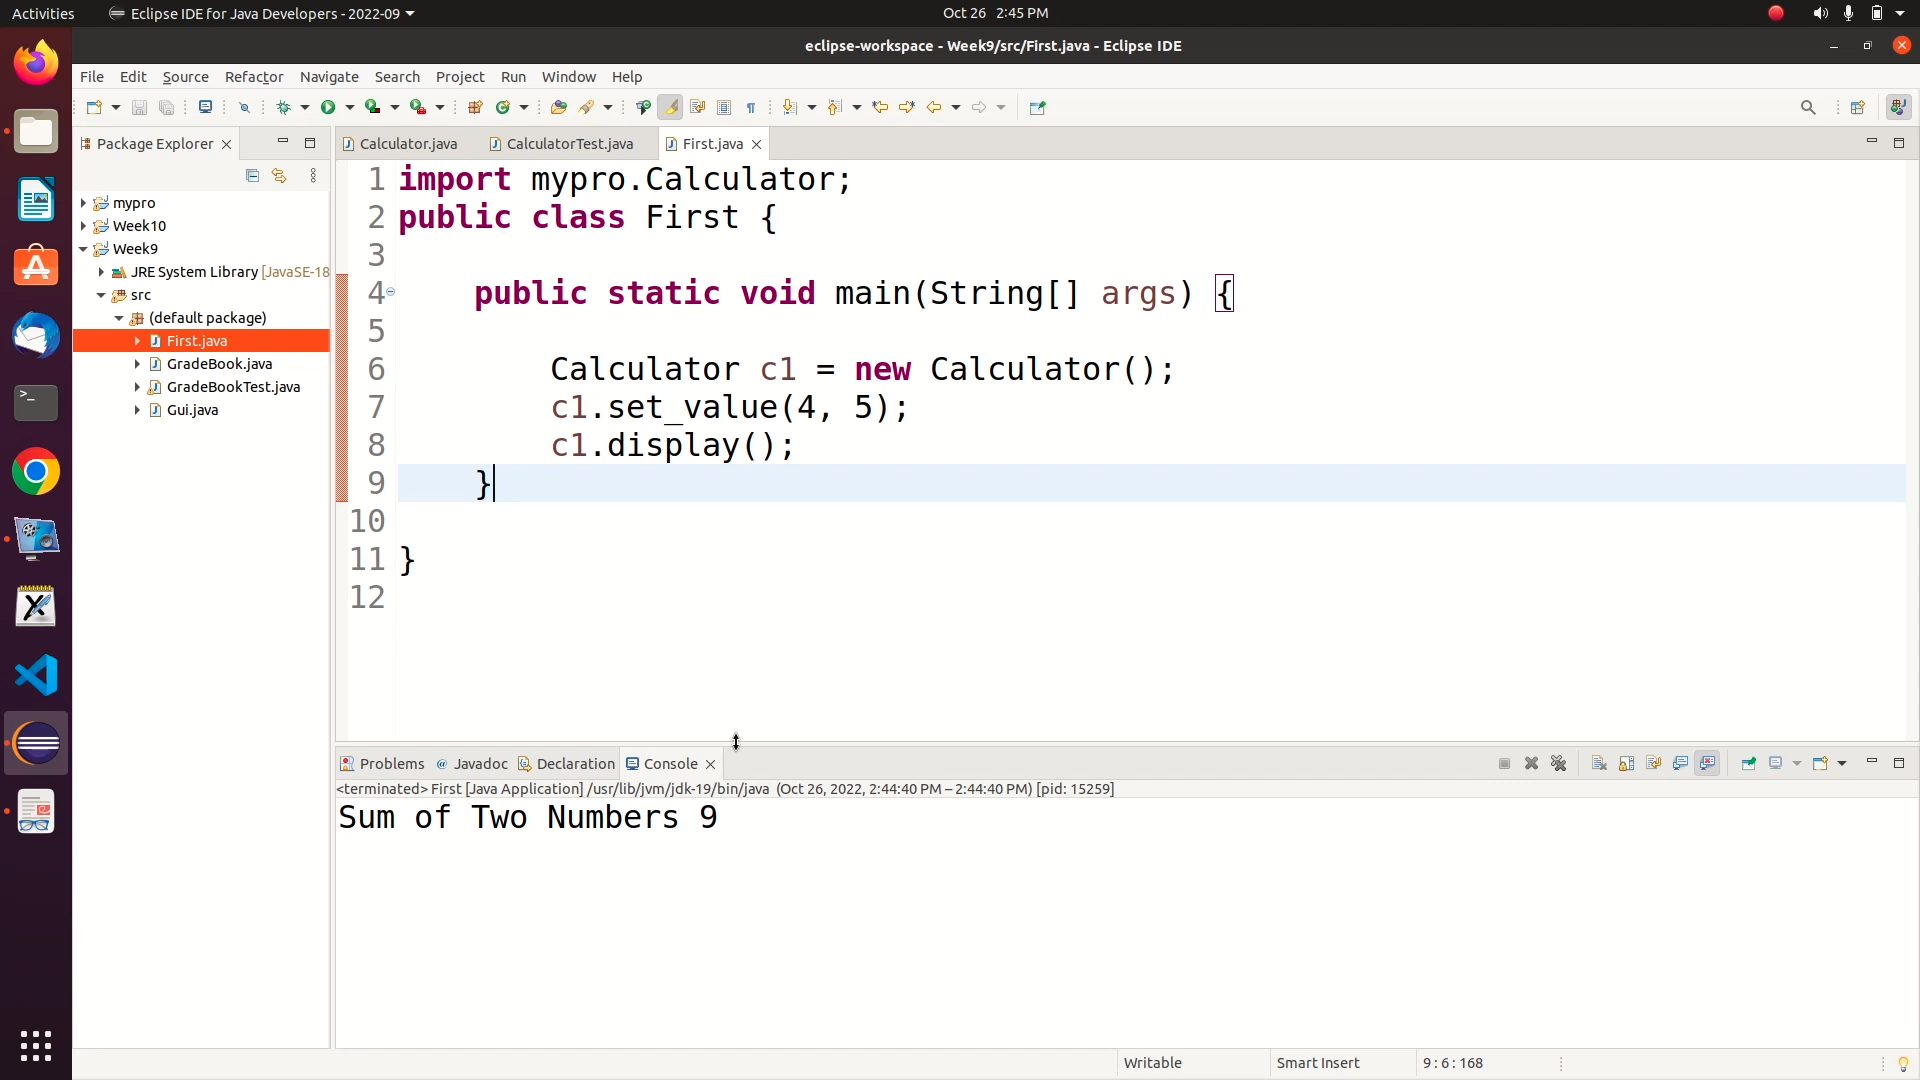 Activities
Eclipse IDE for Java Developers - 2022-09
Oct 26 2:45 PM
eclipse-workspace - Week9/src/First.java - Eclipse IDE
File Edit Source Refactor Navigate Search Project Run Window Help
Package Explorer
Calculator.java CalculatorTest.java First.java
mypro
Week10
Week9
JRE System Library [JavaSE-18
src
(default package)
First.java
GradeBook.java
GradeBookTest.java
Gui.java
1 import mypro.Calculator;
2 public class First {
3
4     public static void main(String[] args) {
5
6         Calculator c1 = new Calculator();
7         c1.set_value(4, 5);
8         c1.display();
9     }
10
11 }
12
Problems @ Javadoc Declaration Console
<terminated> First [Java Application] /usr/lib/jvm/jdk-19/bin/java (Oct 26, 2022, 2:44:40 PM – 2:44:40 PM) [pid: 15259]
Sum of Two Numbers 9
Writable Smart Insert 9 : 6 : 168